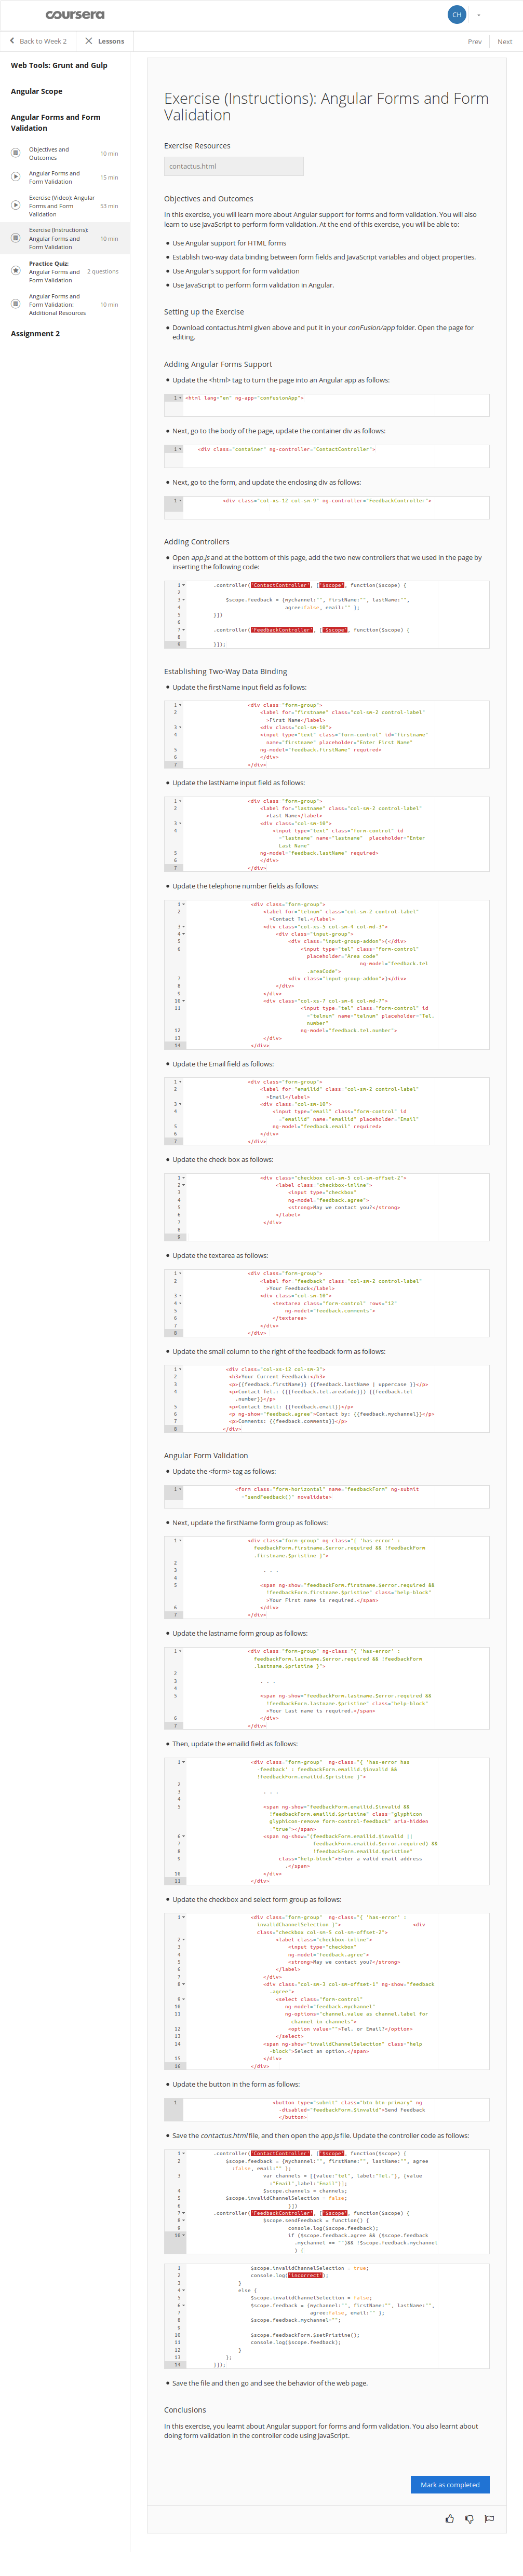 coursera
CH
Back to Week 2
Lessons
Prev
Next
Web Tools: Grunt and Gulp
Angular Scope
Angular Forms and Form
Validation
Objectives and
Outcomes
10 min
Angular Forms and
Form Validation
15 min
Exercise (Video): Angular
Forms and Form
Validation
53 min
Exercise (Instructions):
Angular Forms and
Form Validation
10 min
Practice Quiz:
Angular Forms and
Form Validation
2 questions
Angular Forms and
Form Validation:
Additional Resources
10 min
Assignment 2
Exercise (Instructions): Angular Forms and Form
Validation
Exercise Resources
contactus.html
Objectives and Outcomes
In this exercise, you will learn more about Angular support for forms and form validation. You will also
learn to use JavaScript to perform form validation. At the end of this exercise, you will be able to:
Use Angular support for HTML forms
Establish two-way data binding between form fields and JavaScript variables and object properties.
Use Angular's support for form validation
Use JavaScript to perform form validation in Angular.
Setting up the Exercise
Download contactus.html given above and put it in your conFusion/app folder. Open the page for
editing.
Adding Angular Forms Support
Update the <html> tag to turn the page into an Angular app as follows:
1 <html lang="en" ng-app="confusionApp">
Next, go to the body of the page, update the container div as follows:
1 <div class="container" ng-controller="ContactController">
Next, go to the form, and update the enclosing div as follows:
1 <div class="col-xs-12 col-sm-9" ng-controller="FeedbackController">
Adding Controllers
Open app.js and at the bottom of this page, add the two new controllers that we used in the page by
inserting the following code:
1 .controller('ContactController', ['$scope', function($scope) {
2
3 $scope.feedback = {mychannel:"", firstName:"", lastName:"",
4 agree:false, email:"" };
5 }])
6
7 .controller('FeedbackController', ['$scope', function($scope) {
8
9 }]);
Establishing Two-Way Data Binding
Update the firstName input field as follows:
1 <div class="form-group">
2 <label for="firstname" class="col-sm-2 control-label"
>First Name</label>
3 <div class="col-sm-10">
4 <input type="text" class="form-control" id="firstname"
name="firstname" placeholder="Enter First Name"
5 ng-model="feedback.firstName" required>
6 </div>
7 </div>
Update the lastName input field as follows:
1 <div class="form-group">
2 <label for="lastname" class="col-sm-2 control-label"
>Last Name</label>
3 <div class="col-sm-10">
4 <input type="text" class="form-control" id
="lastname" name="lastname" placeholder="Enter
Last Name"
5 ng-model="feedback.lastName" required>
6 </div>
7 </div>
Update the telephone number fields as follows:
1 <div class="form-group">
2 <label for="telnum" class="col-sm-2 control-label"
>Contact Tel.</label>
3 <div class="col-xs-5 col-sm-4 col-md-3">
4 <div class="input-group">
5 <div class="input-group-addon">(</div>
6 <input type="tel" class="form-control"
placeholder="Area code"
ng-model="feedback.tel
.areaCode">
7 <div class="input-group-addon">)</div>
8 </div>
9 </div>
10 <div class="col-xs-7 col-sm-6 col-md-7">
11 <input type="tel" class="form-control" id
="telnum" name="telnum" placeholder="Tel.
number"
12 ng-model="feedback.tel.number">
13 </div>
14 </div>
Update the Email field as follows:
1 <div class="form-group">
2 <label for="emailid" class="col-sm-2 control-label"
>Email</label>
3 <div class="col-sm-10">
4 <input type="email" class="form-control" id
="emailid" name="emailid" placeholder="Email"
5 ng-model="feedback.email" required>
6 </div>
7 </div>
Update the check box as follows:
1 <div class="checkbox col-sm-5 col-sm-offset-2">
2 <label class="checkbox-inline">
3 <input type="checkbox"
4 ng-model="feedback.agree">
5 <strong>May we contact you?</strong>
6 </label>
7 </div>
8
9
Update the textarea as follows:
1 <div class="form-group">
2 <label for="feedback" class="col-sm-2 control-label"
>Your Feedback</label>
3 <div class="col-sm-10">
4 <textarea class="form-control" rows="12"
5 ng-model="feedback.comments">
6 </textarea>
7 </div>
8 </div>
Update the small column to the right of the feedback form as follows:
1 <div class="col-xs-12 col-sm-3">
2 <h3>Your Current Feedback:</h3>
3 <p>{{feedback.firstName}} {{feedback.lastName | uppercase }}</p>
4 <p>Contact Tel.: ({{feedback.tel.areaCode}}) {{feedback.tel
.number}}</p>
5 <p>Contact Email: {{feedback.email}}</p>
6 <p ng-show="feedback.agree">Contact by: {{feedback.mychannel}}</p>
7 <p>Comments: {{feedback.comments}}</p>
8 </div>
Angular Form Validation
Update the <form> tag as follows:
1 <form class="form-horizontal" name="feedbackForm" ng-submit
="sendFeedback()" novalidate>
Next, update the firstName form group as follows:
1 <div class="form-group" ng-class="{ 'has-error' :
feedbackForm.firstname.$error.required && !feedbackForm
.firstname.$pristine }">
2
3 . . .
4
5 <span ng-show="feedbackForm.firstname.$error.required &&
!feedbackForm.firstname.$pristine" class="help-block"
>Your First name is required.</span>
6 </div>
7 </div>
Update the lastname form group as follows:
1 <div class="form-group" ng-class="{ 'has-error' :
feedbackForm.lastname.$error.required && !feedbackForm
.lastname.$pristine }">
2
3 . . .
4
5 <span ng-show="feedbackForm.lastname.$error.required &&
!feedbackForm.lastname.$pristine" class="help-block"
>Your Last name is required.</span>
6 </div>
7 </div>
Then, update the emailid field as follows:
1 <div class="form-group" ng-class="{ 'has-error has
-feedback' : feedbackForm.emailid.$invalid &&
!feedbackForm.emailid.$pristine }">
2
3 . . .
4
5 <span ng-show="feedbackForm.emailid.$invalid &&
!feedbackForm.emailid.$pristine" class="glyphicon
glyphicon-remove form-control-feedback" aria-hidden
="true"></span>
6 <span ng-show="(feedbackForm.emailid.$invalid ||
7 feedbackForm.emailid.$error.required) &&
8 !feedbackForm.emailid.$pristine"
9 class="help-block">Enter a valid email address
.</span>
10 </div>
11 </div>
Update the checkbox and select form group as follows:
1 <div class="form-group" ng-class="{ 'has-error' :
invalidChannelSelection }"> <div
class="checkbox col-sm-5 col-sm-offset-2">
2 <label class="checkbox-inline">
3 <input type="checkbox"
4 ng-model="feedback.agree">
5 <strong>May we contact you?</strong>
6 </label>
7 </div>
8 <div class="col-sm-3 col-sm-offset-1" ng-show="feedback
.agree">
9 <select class="form-control"
10 ng-model="feedback.mychannel"
11 ng-options="channel.value as channel.label for
channel in channels">
12 <option value="">Tel. or Email?</option>
13 </select>
14 <span ng-show="invalidChannelSelection" class="help
-block">Select an option.</span>
15 </div>
16 </div>
Update the button in the form as follows:
1 <button type="submit" class="btn btn-primary" ng
-disabled="feedbackForm.$invalid">Send Feedback
</button>
Save the contactus.html file, and then open the app.js file. Update the controller code as follows:
1 .controller('ContactController', ['$scope', function($scope) {
2 $scope.feedback = {mychannel:"", firstName:"", lastName:"", agree
:false, email:"" };
3 var channels = [{value:"tel", label:"Tel."}, {value
:"Email",label:"Email"}];
4 $scope.channels = channels;
5 $scope.invalidChannelSelection = false;
6 }])
7 .controller('FeedbackController', ['$scope', function($scope) {
8 $scope.sendFeedback = function() {
9 console.log($scope.feedback);
10 if ($scope.feedback.agree && ($scope.feedback
.mychannel == "")&& !$scope.feedback.mychannel
) {
1 $scope.invalidChannelSelection = true;
2 console.log('incorrect');
3 }
4 else {
5 $scope.invalidChannelSelection = false;
6 $scope.feedback = {mychannel:"", firstName:"", lastName:"",
7 agree:false, email:"" };
8 $scope.feedback.mychannel="";
9
10 $scope.feedbackForm.$setPristine();
11 console.log($scope.feedback);
12 }
13 };
14 }]);
Save the file and then go and see the behavior of the web page.
Conclusions
In this exercise, you learnt about Angular support for forms and form validation. You also learnt about
doing form validation in the controller code using JavaScript.
Mark as completed